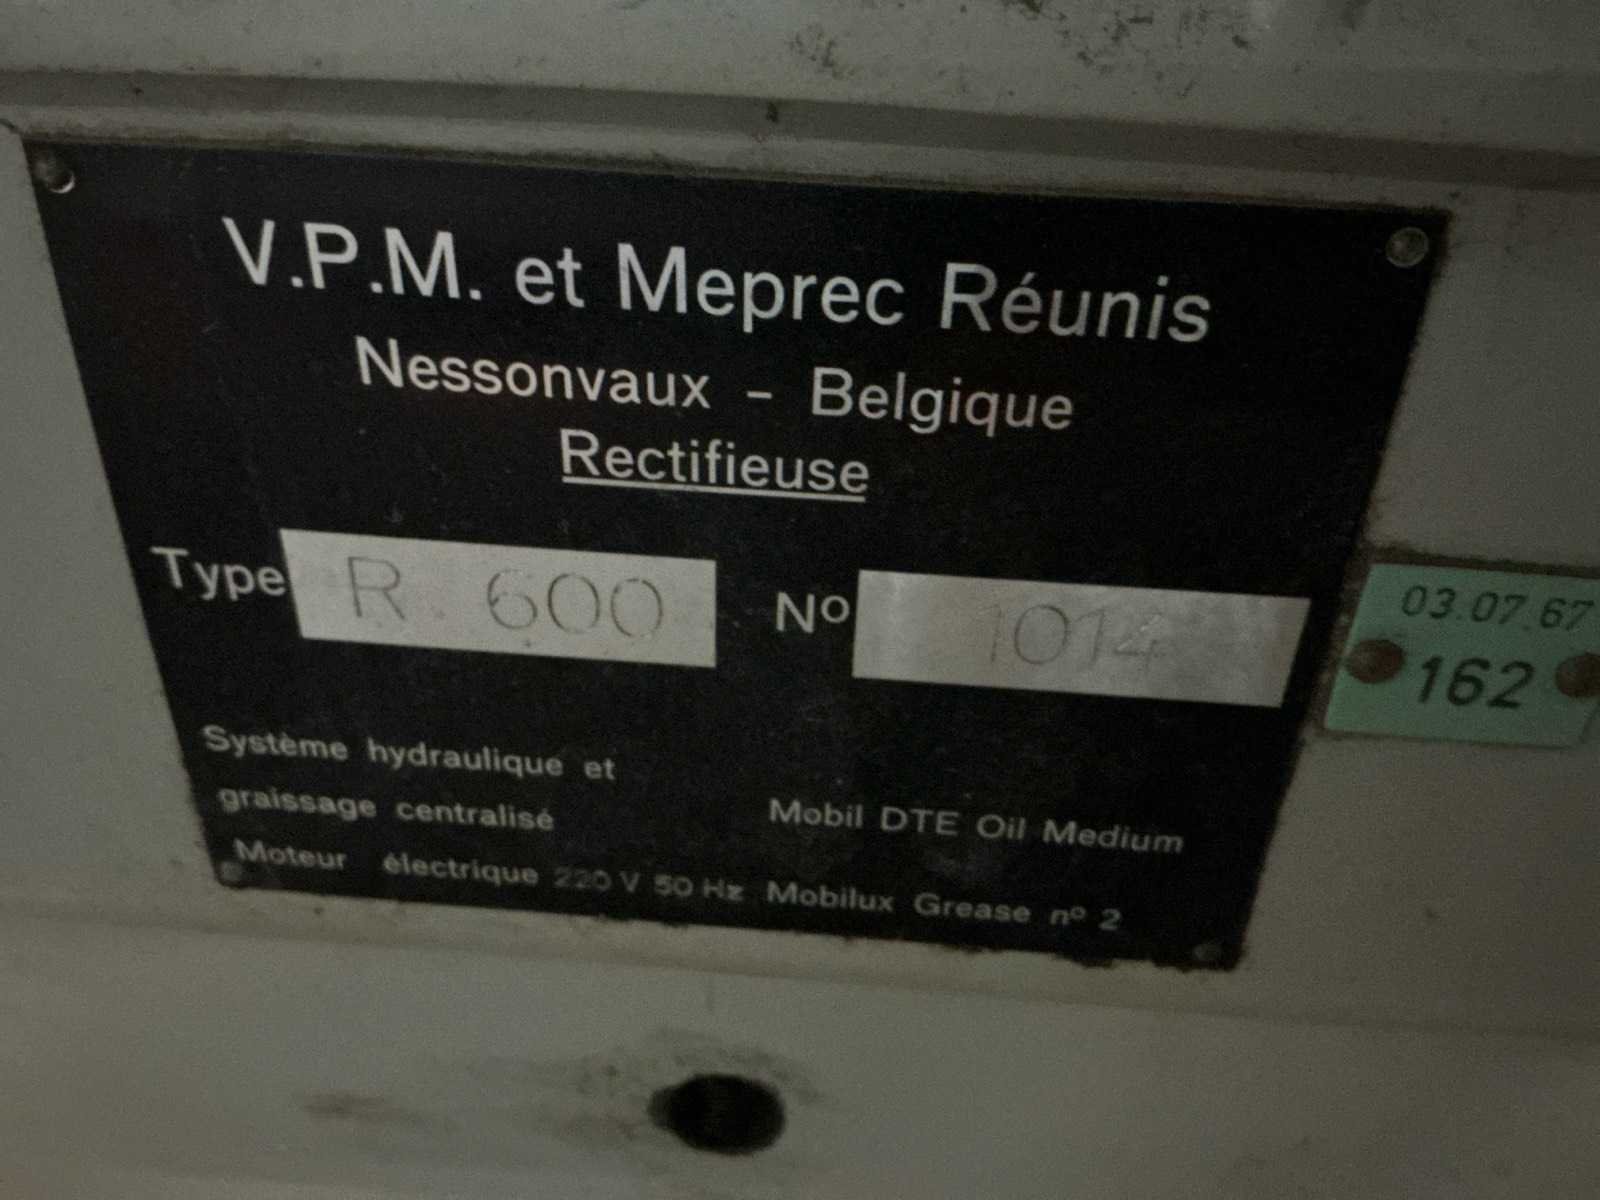 V.P.M. et Meprec Réunis
Nessonvaux - Belgique
Rectifieuse
Type R. 600 Nº 1014
03.07.67
162
Système hydraulique et
graissage centralisé Mobil DTE Oil Medium
Moteur électrique 220 V 50 Hz Mobilux Grease nº 2